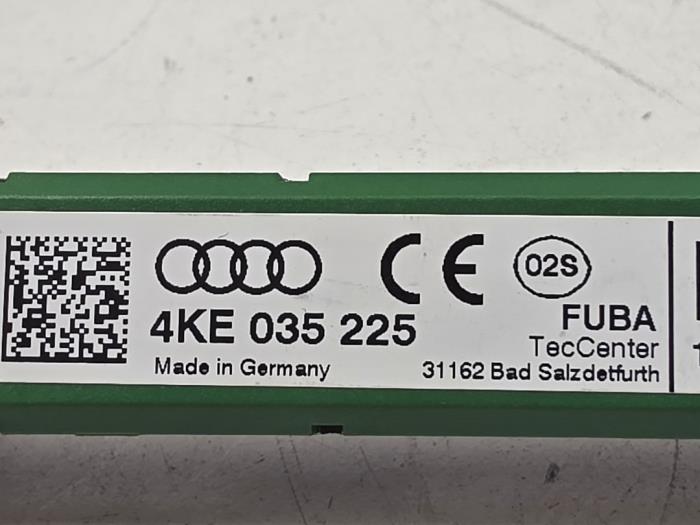 CE 02S
4KE 035 225
FUBA
TecCenter
Made in Germany
31162 Bad Salzdetfurth